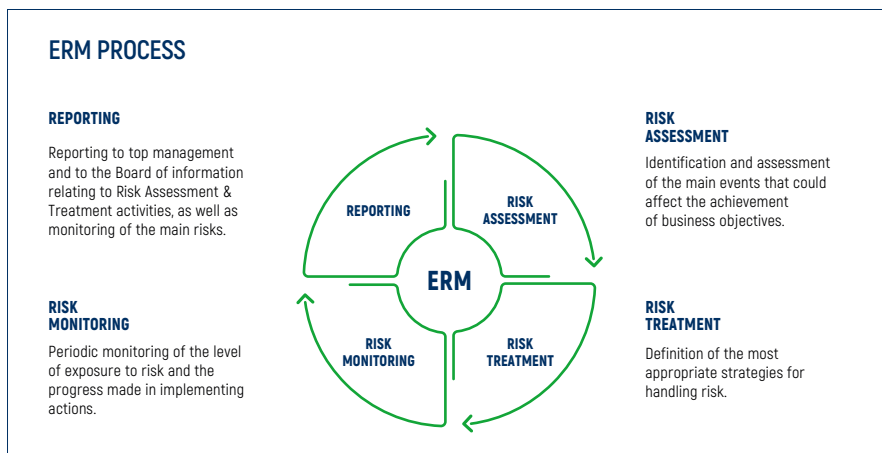 ERM PROCESS
REPORTING
Reporting to top management
and to the Board of information
relating to Risk Assessment &
Treatment activities, as well as
monitoring of the main risks.
RISK
MONITORING
Periodic monitoring of the level
of exposure to risk and the
progress made in implementing
actions.
REPORTING
RISK
ASSESSMENT
ERM
RISK
MONITORING
RISK
TREATMENT
RISK
ASSESSMENT
Identification and assessment
of the main events that could
affect the achievement
of business objectives.
RISK
TREATMENT
Definition of the most
appropriate strategies for
handling risk.